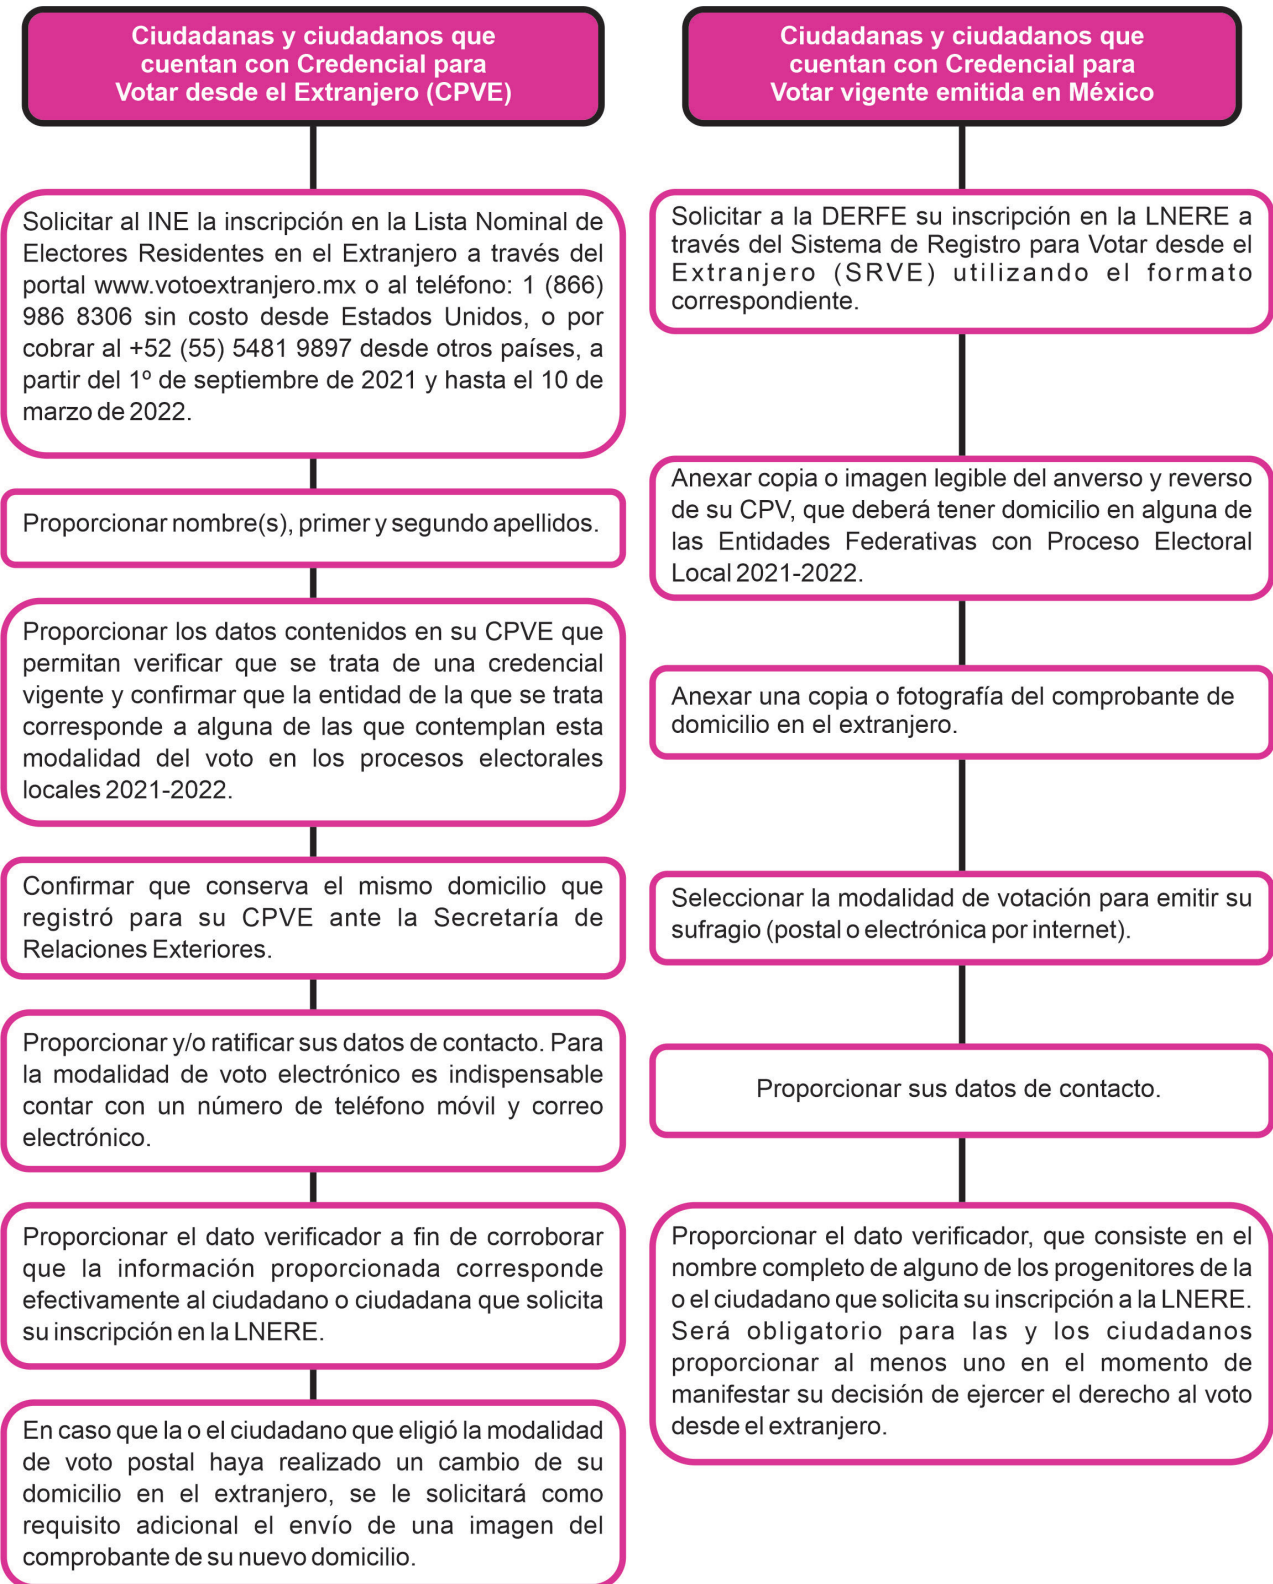 Ciudadanas y ciudadanos que
cuentan con Credencial para
Votar desde el Extranjero (CPVE)
Solicitar al INE la inscripción en la Lista Nominal de
Electores Residentes en el Extranjero a través del
portal www.votoextranjero.mx o al teléfono: 1 (866)
986 8306 sin costo desde Estados Unidos, o por
cobrar al +52 (55) 5481 9897 desde otros países, a
partir del 1º de septiembre de 2021 y hasta el 10 de
marzo de 2022.
Proporcionar nombre(s), primer y segundo apellidos.
Proporcionar los datos contenidos en su CPVE que
permitan verificar que se trata de una credencial
vigente y confirmar que la entidad de la que se trata
corresponde a alguna de las que contemplan esta
modalidad del voto en los procesos electorales
locales 2021-2022.
Confirmar que conserva el mismo domicilio que
registró para su CPVE ante la Secretaría de
Relaciones Exteriores.
Proporcionar y/o ratificar sus datos de contacto. Para
la modalidad de voto electrónico es indispensable
contar con un número de teléfono móvil y correo
electrónico.
Proporcionar el dato verificador a fin de corroborar
que la información proporcionada corresponde
efectivamente al ciudadano o ciudadana que solicita
su inscripción en la LNERE.
En caso que la o el ciudadano que eligió la modalidad
de voto postal haya realizado un cambio de su
domicilio en el extranjero, se le solicitará como
requisito adicional el envío de una imagen del
comprobante de su nuevo domicilio.
Ciudadanas y ciudadanos que
cuentan con Credencial para
Votar vigente emitida en México
Solicitar a la DERFE su inscripción en la LNERE a
través del Sistema de Registro para Votar desde el
Extranjero (SRVE) utilizando el formato
correspondiente.
Anexar copia o imagen legible del anverso y reverso
de su CPV, que deberá tener domicilio en alguna de
las Entidades Federativas con Proceso Electoral
Local 2021-2022.
Anexar una copia o fotografía del comprobante de
domicilio en el extranjero.
Seleccionar la modalidad de votación para emitir su
sufragio (postal o electrónica por internet).
Proporcionar sus datos de contacto.
Proporcionar el dato verificador, que consiste en el
nombre completo de alguno de los progenitores de la
o el ciudadano que solicita su inscripción a la LNERE.
Será obligatorio para las y los ciudadanos
proporcionar al menos uno en el momento de
manifestar su decisión de ejercer el derecho al voto
desde el extranjero.